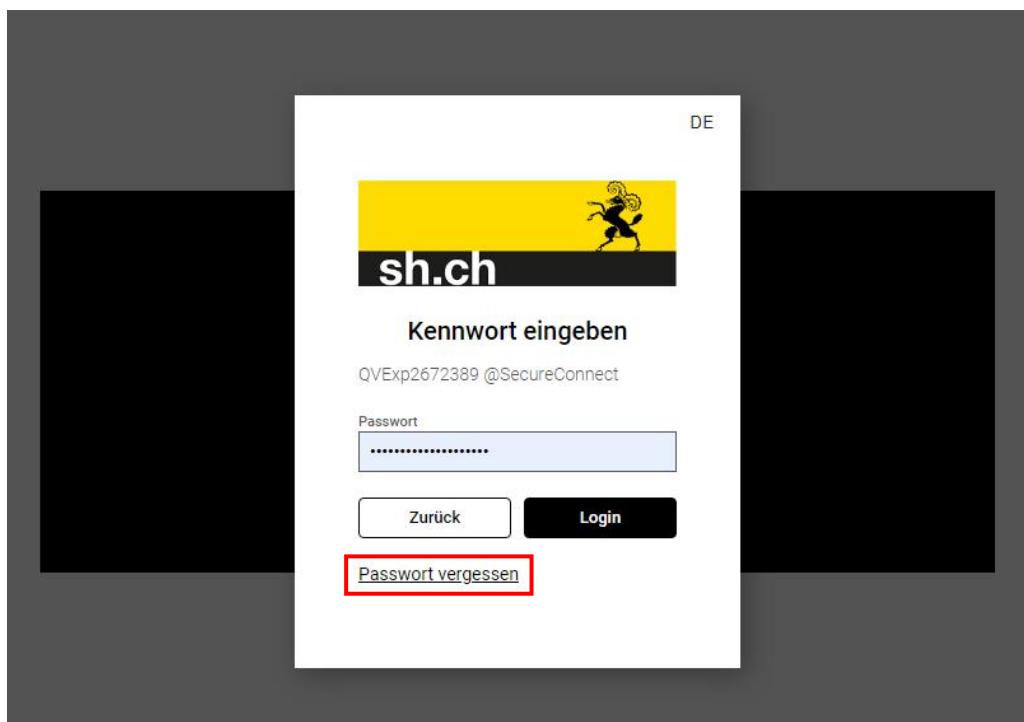 DE
sh.ch
Kennwort eingeben
QVExp2672389 @SecureConnect
Passwort
••••••••••••••••••••
Zurück
Login
Passwort vergessen